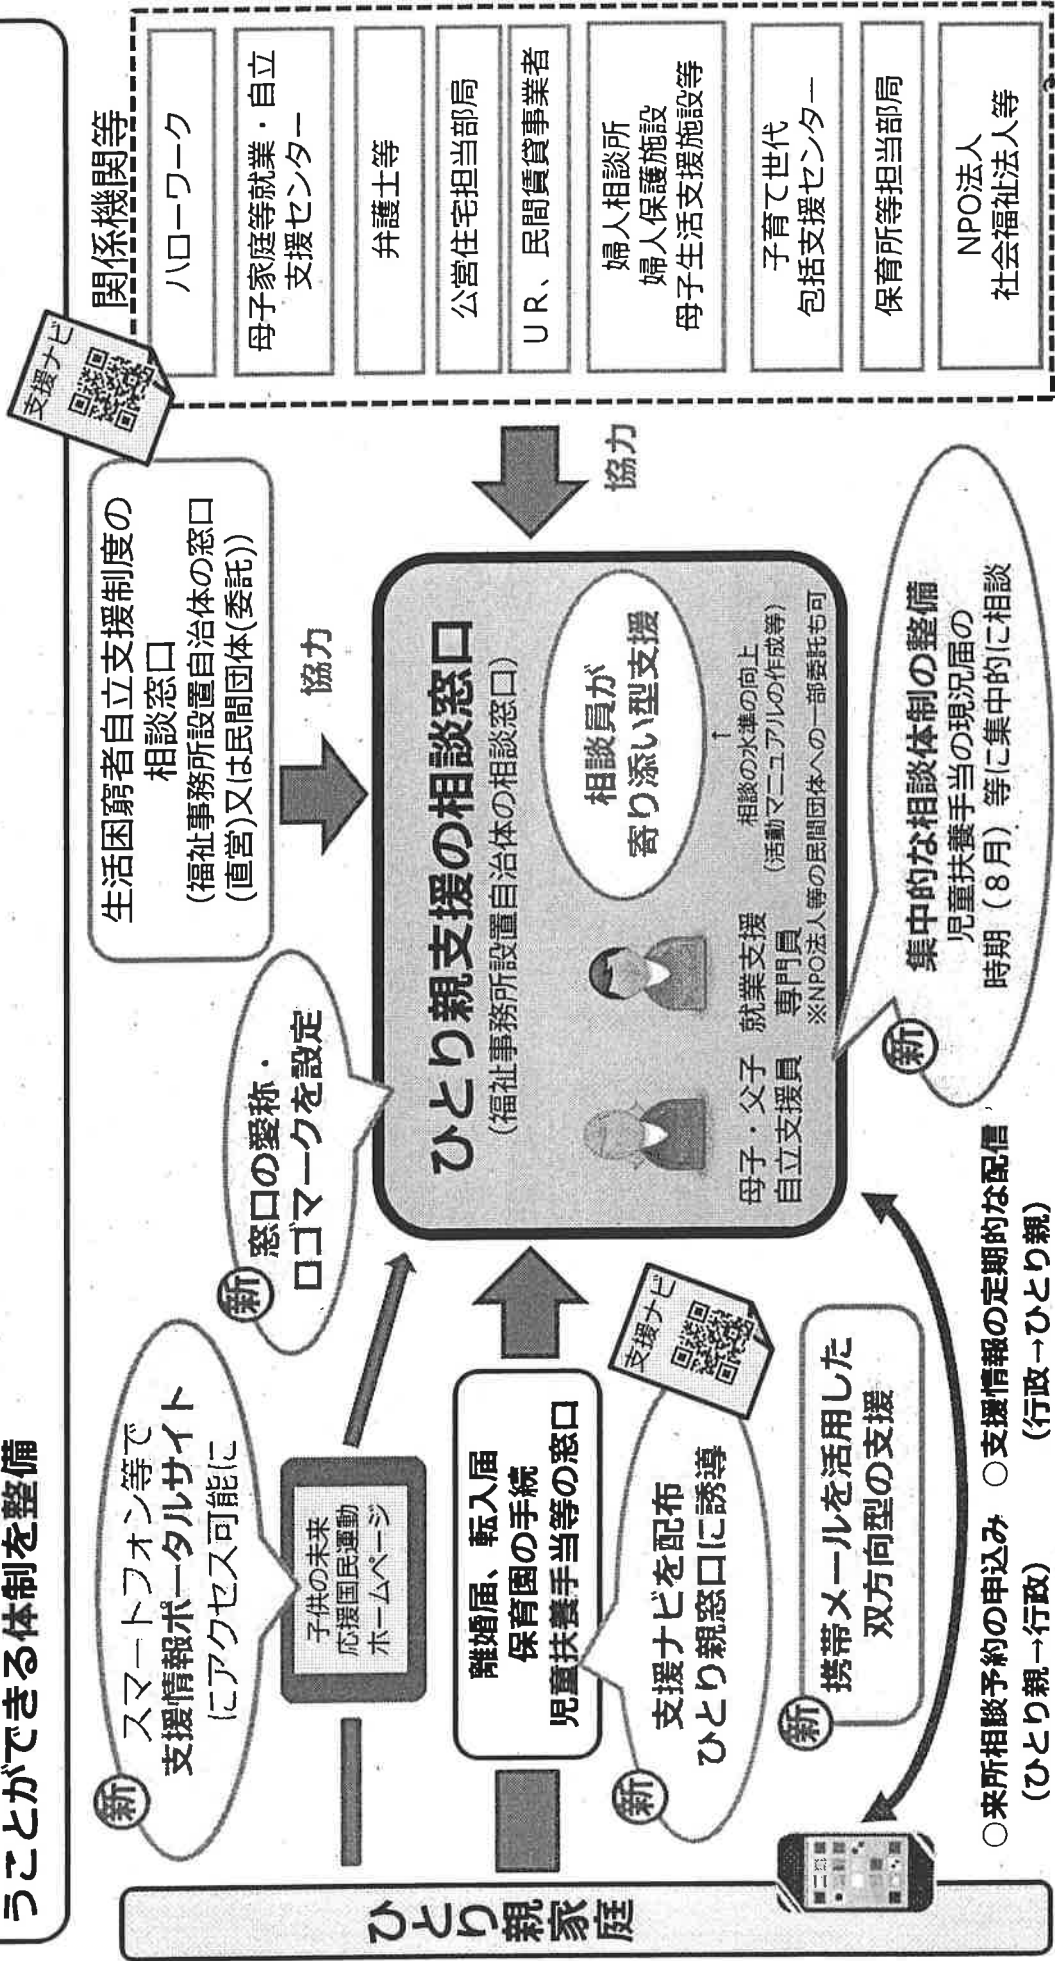 うことができる体制を整備
ひとり親家庭
新
スマートフォン等で
支援情報ポータルサイト
にアクセス可能に
子供の未来
応援国民運動
ホームページ
離婚届、転入届
保育園の手続
児童扶養手当等の窓口
新
支援ナビを配布
ひとり親窓口に誘導
支援ナビ
新
携帯メールを活用した
双方向型の支援
○来所相談予約の申込み
(ひとり親→行政)
○支援情報の定期的な配信
(行政→ひとり親)
新
窓口の愛称・
ロゴマークを設定
生活困窮者自立支援制度の
相談窓口
(福祉事務所設置自治体の窓口
(直営)又は民間団体(委託))
協力
ひとり親支援の相談窓口
(福祉事務所設置自治体の相談窓口)
相談員が
寄り添い型支援
↑
相談の水準の向上
(活動マニュアルの作成等)
母子・父子
自立支援員
就業支援
専門員
※NPO法人等の民間団体への一部委託も可
新
集中的な相談体制の整備
児童扶養手当の現況届の
時期(8月)等に集中的に相談
協力
支援ナビ
関係機関等
ハローワーク
母子家庭等就業・自立
支援センター
弁護士等
公営住宅担当部局
UR、民間賃貸事業者
婦人相談所
婦人保護施設
母子生活支援施設等
子育て世代
包括支援センター
保育所等担当部局
NPO法人
社会福祉法人等